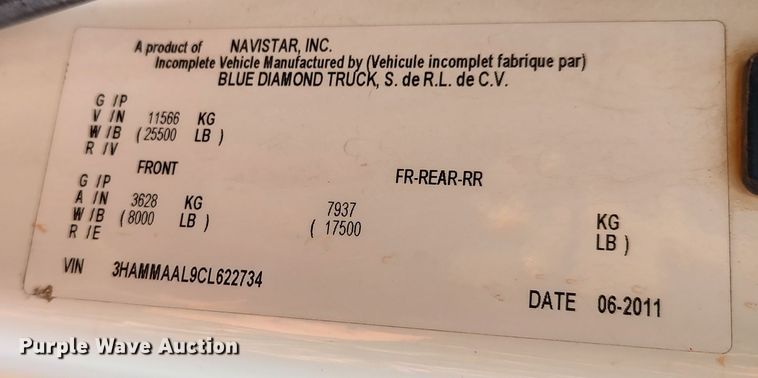 A product of NAVISTAR, INC.
Incomplete Vehicle Manufactured by (Vehicule incomplet fabrique par)
BLUE DIAMOND TRUCK, S. de R.L. de C.V.
G /P
V /N 11566 KG
W /B ( 25500 LB )
R /V
FRONT FR-REAR-RR
G /P
A /N 3628 KG 7937 KG
W /B ( 8000 LB ) ( 17500 LB )
R /E
VIN 3HAMMAAL9CL622734
DATE 06-2011
Purple Wave Auction